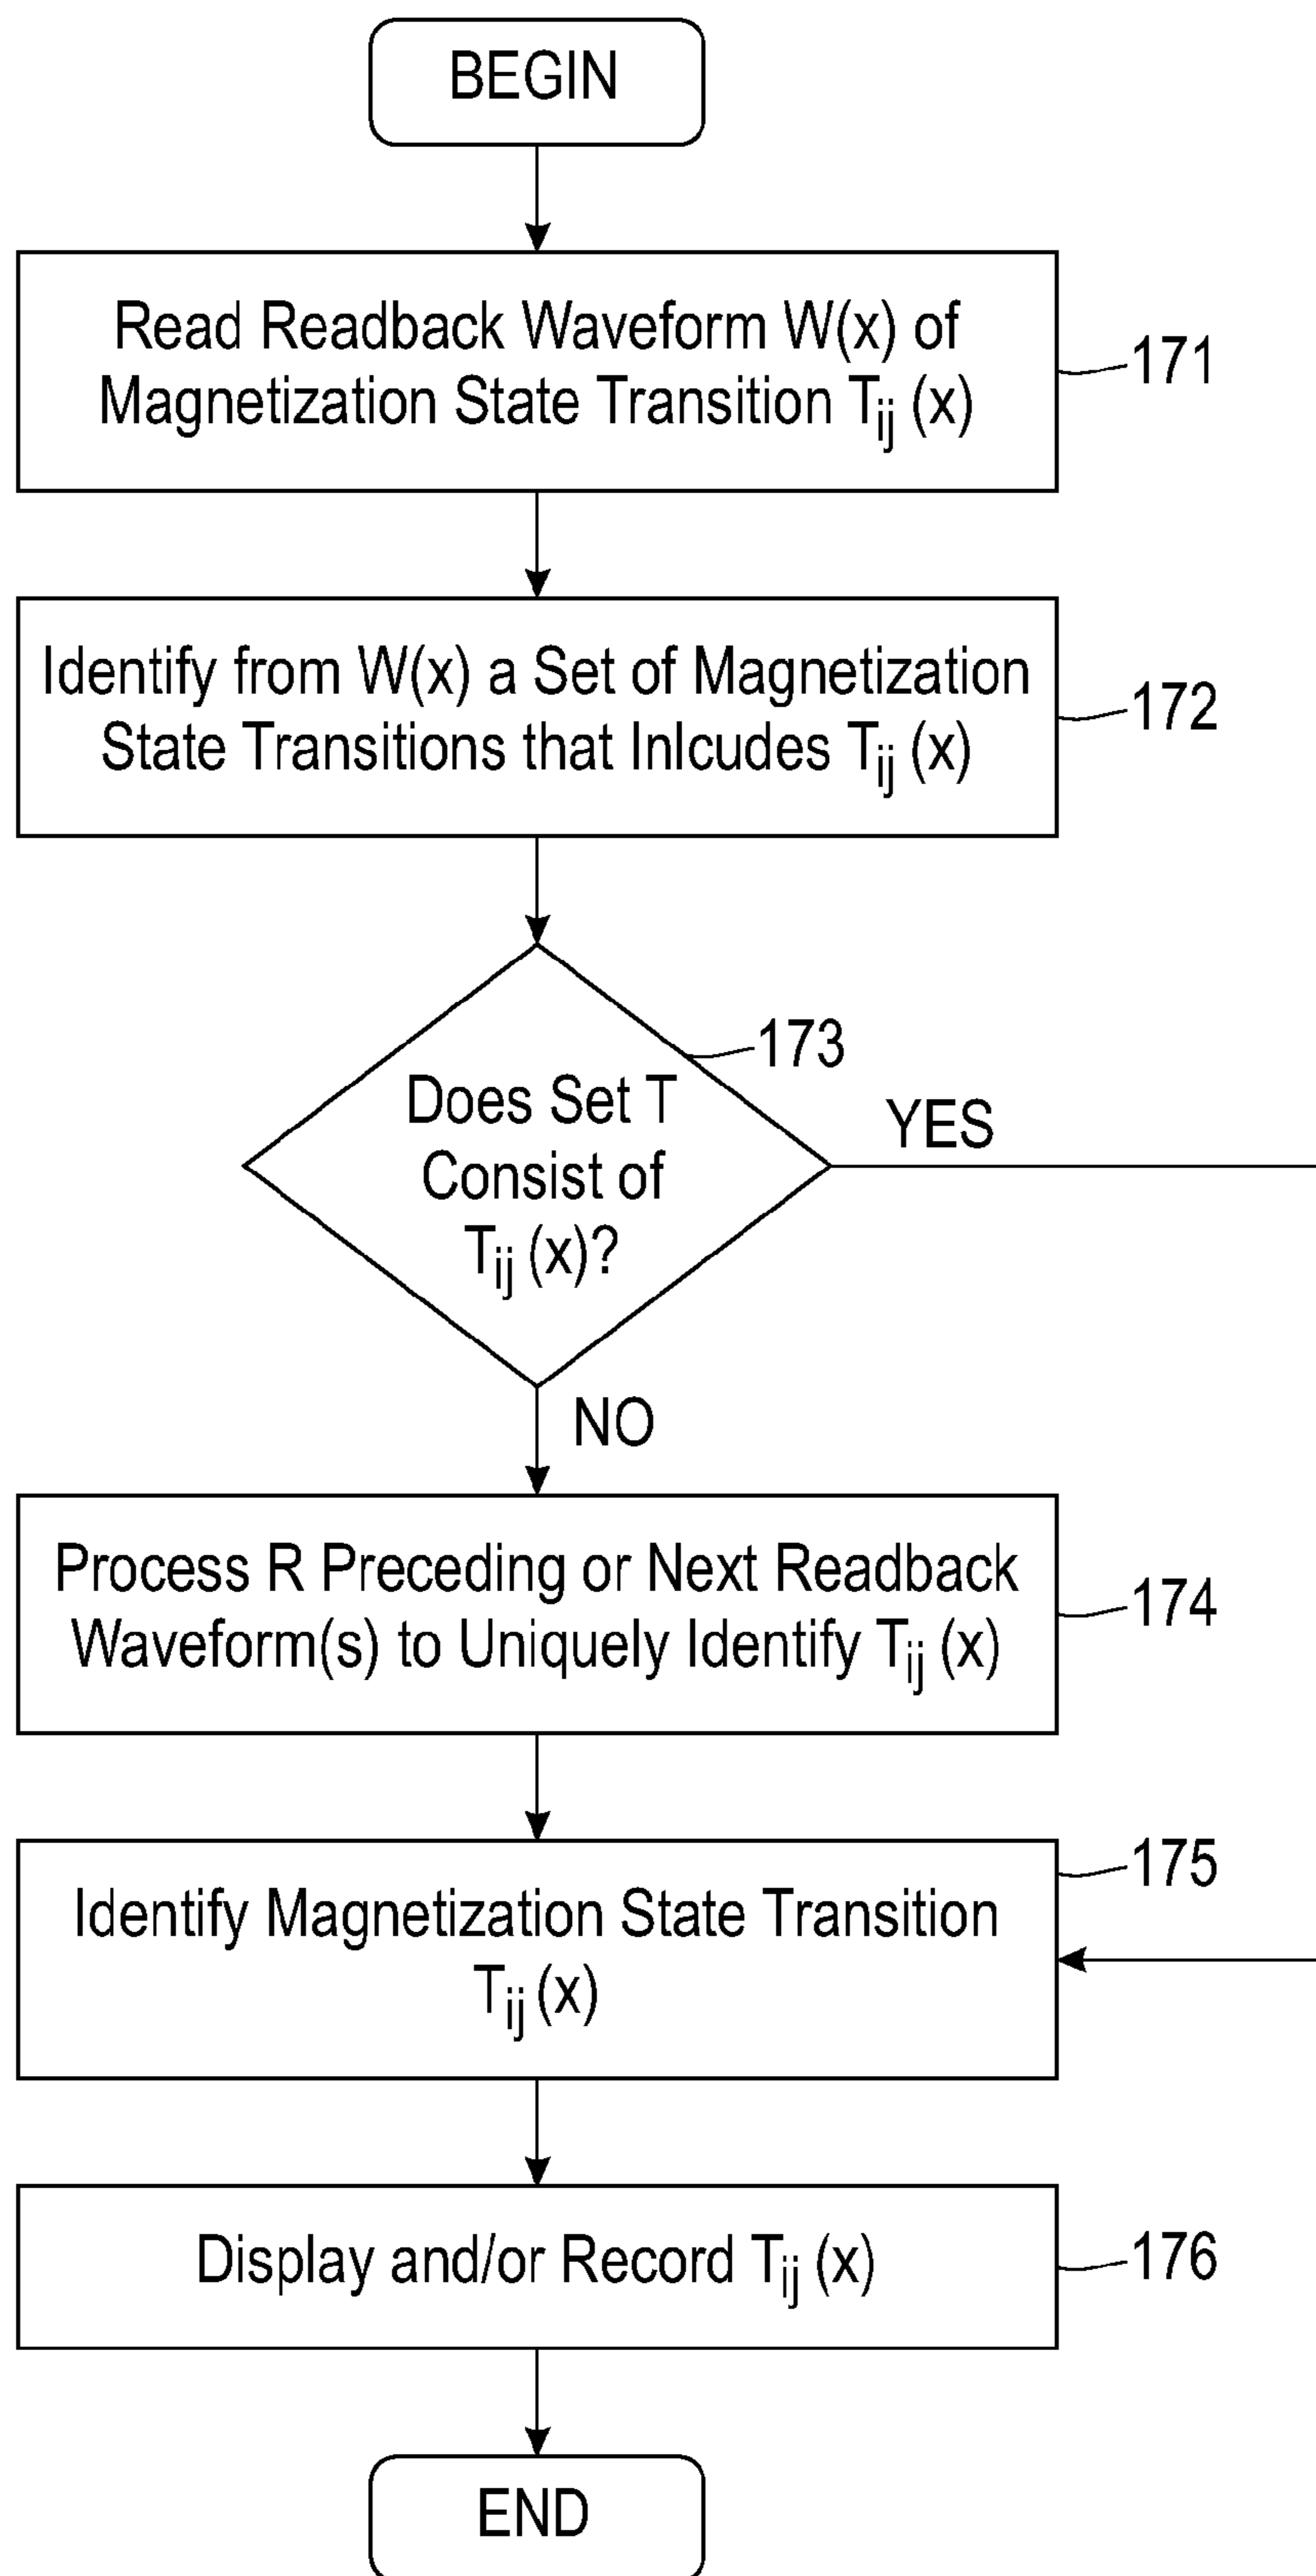 BEGIN
Read Readback Waveform W(x) of
Magnetization State Transition Tij (x)
171
Identify from W(x) a Set of Magnetization
State Transitions that Inlcudes Tij (x)
172
173
Does Set T
Consist of
Tij (x)?
YES
NO
Process R Preceding or Next Readback
Waveform(s) to Uniquely Identify Tij (x)
174
175
Identify Magnetization State Transition
Tij (x)
Display and/or Record Tij (x)
176
END